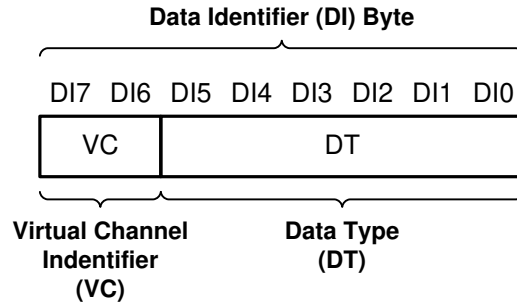 Data Identifier (DI) Byte
DI7 DI6 DI5 DI4 DI3 DI2 DI1 DI0
VC DT
Virtual Channel
Indentifier
(VC)
Data Type
(DT)